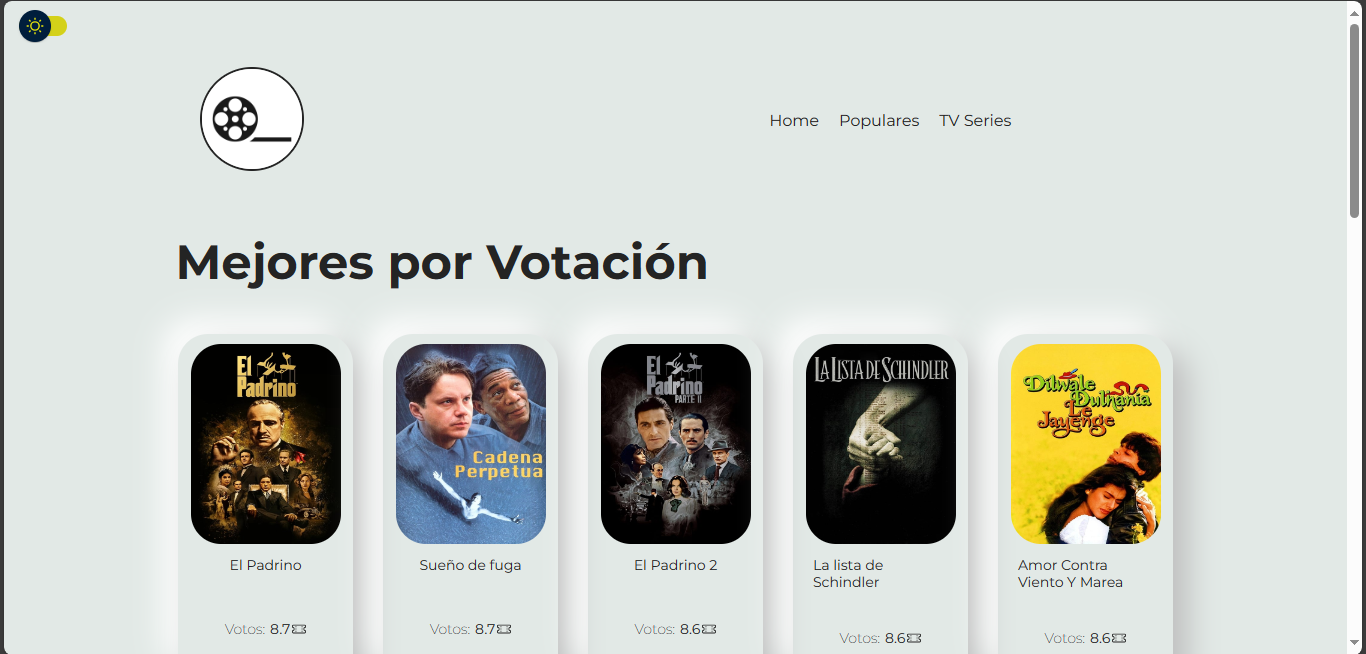 Home Populares TV Series
Mejores por Votación
El Padrino
Cadena
Perpetua
El Padrino
PARTE II
LA LISTA DE SCHINDLER
Dilwale
Dulhania
Le
Jayenge
El Padrino
Sueño de fuga
El Padrino 2
La lista de
Schindler
Amor Contra
Viento Y Marea
Votos: 8.7
Votos: 8.7
Votos: 8.6
Votos: 8.6
Votos: 8.6